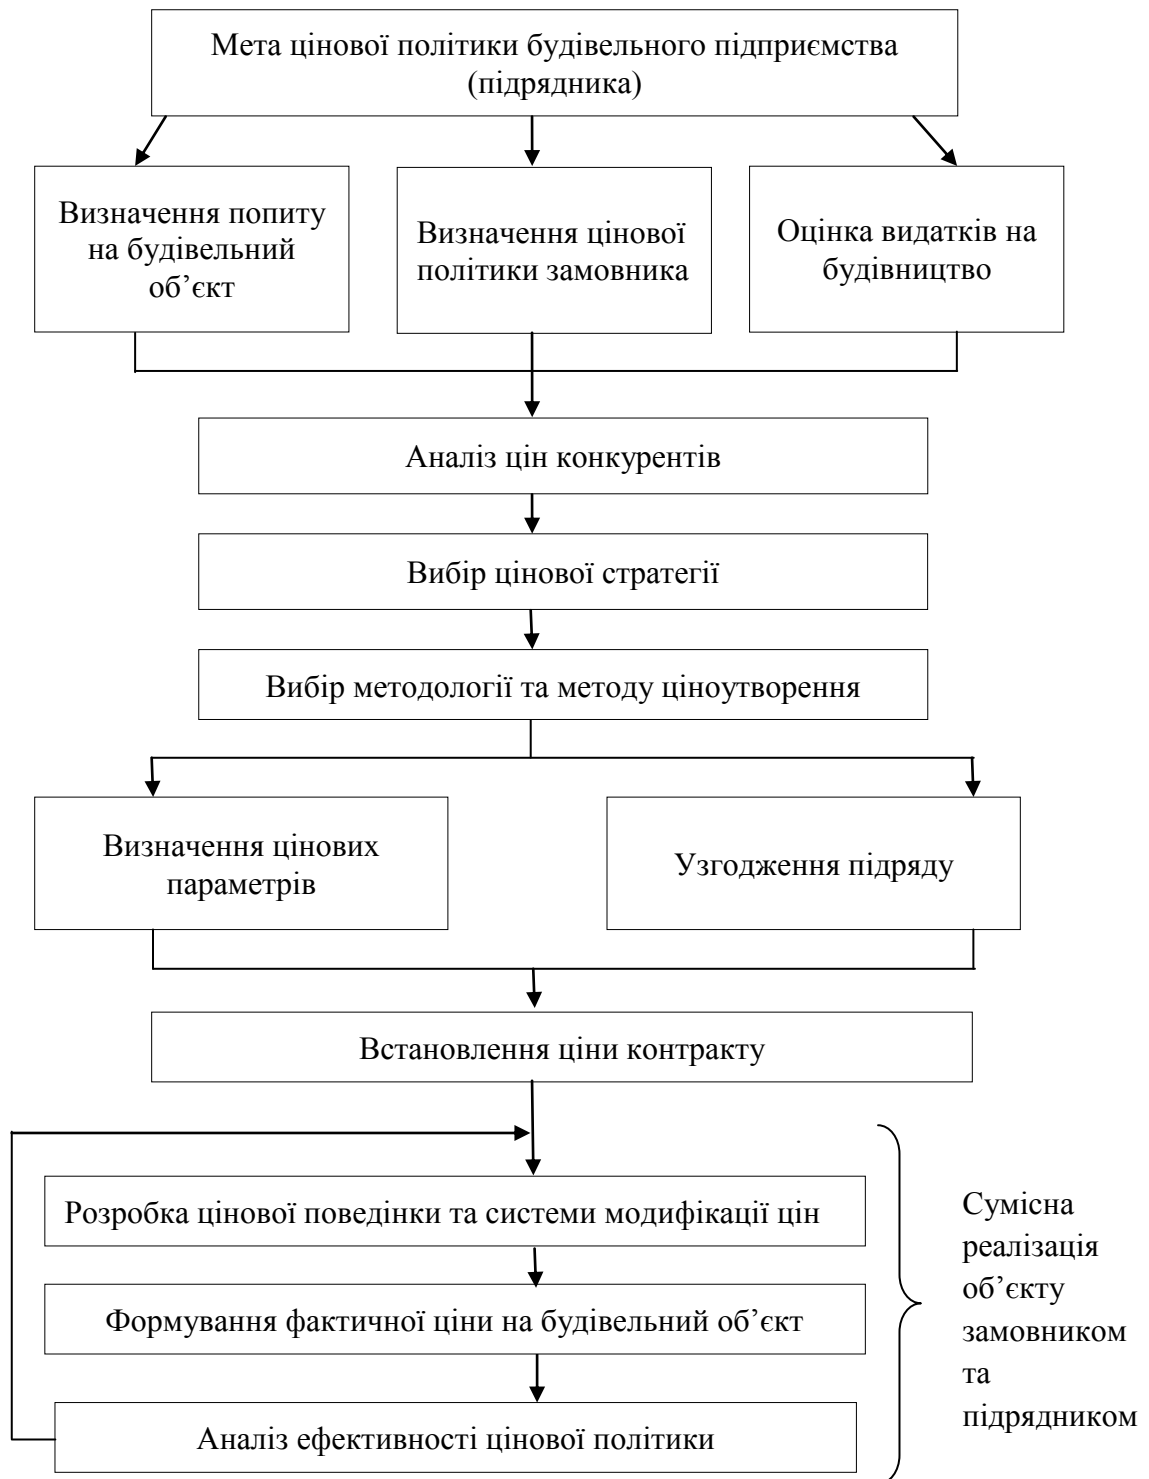 Мета цінової політики будівельного підприємства
(підрядника)
Визначення попиту
на будівельний
об’єкт
Визначення цінової
політики замовника
Оцінка видатків на
будівництво
Аналіз цін конкурентів
Вибір цінової стратегії
Вибір методології та методу ціноутворення
Визначення цінових
параметрів
Узгодження підряду
Встановлення ціни контракту
Розробка цінової поведінки та системи модифікації цін
Формування фактичної ціни на будівельний об’єкт
Аналіз ефективності цінової політики
Сумісна
реалізація
об’єкту
замовником
та
підрядником